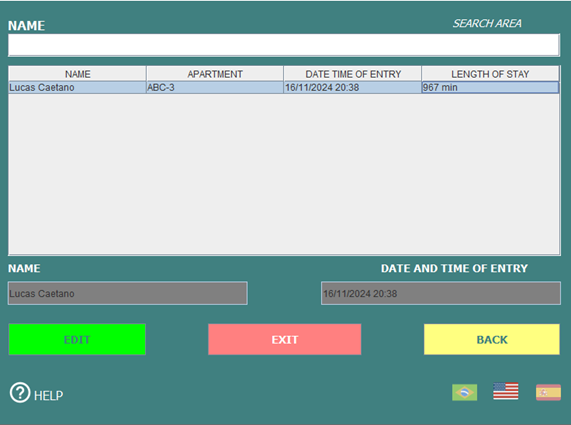 NAME SEARCH AREA
NAME APARTMENT DATE TIME OF ENTRY LENGTH OF STAY
Lucas Caetano ABC-3 16/11/2024 20:38 967 min
NAME DATE AND TIME OF ENTRY
Lucas Caetano 16/11/2024 20:38
EDIT EXIT BACK
? HELP